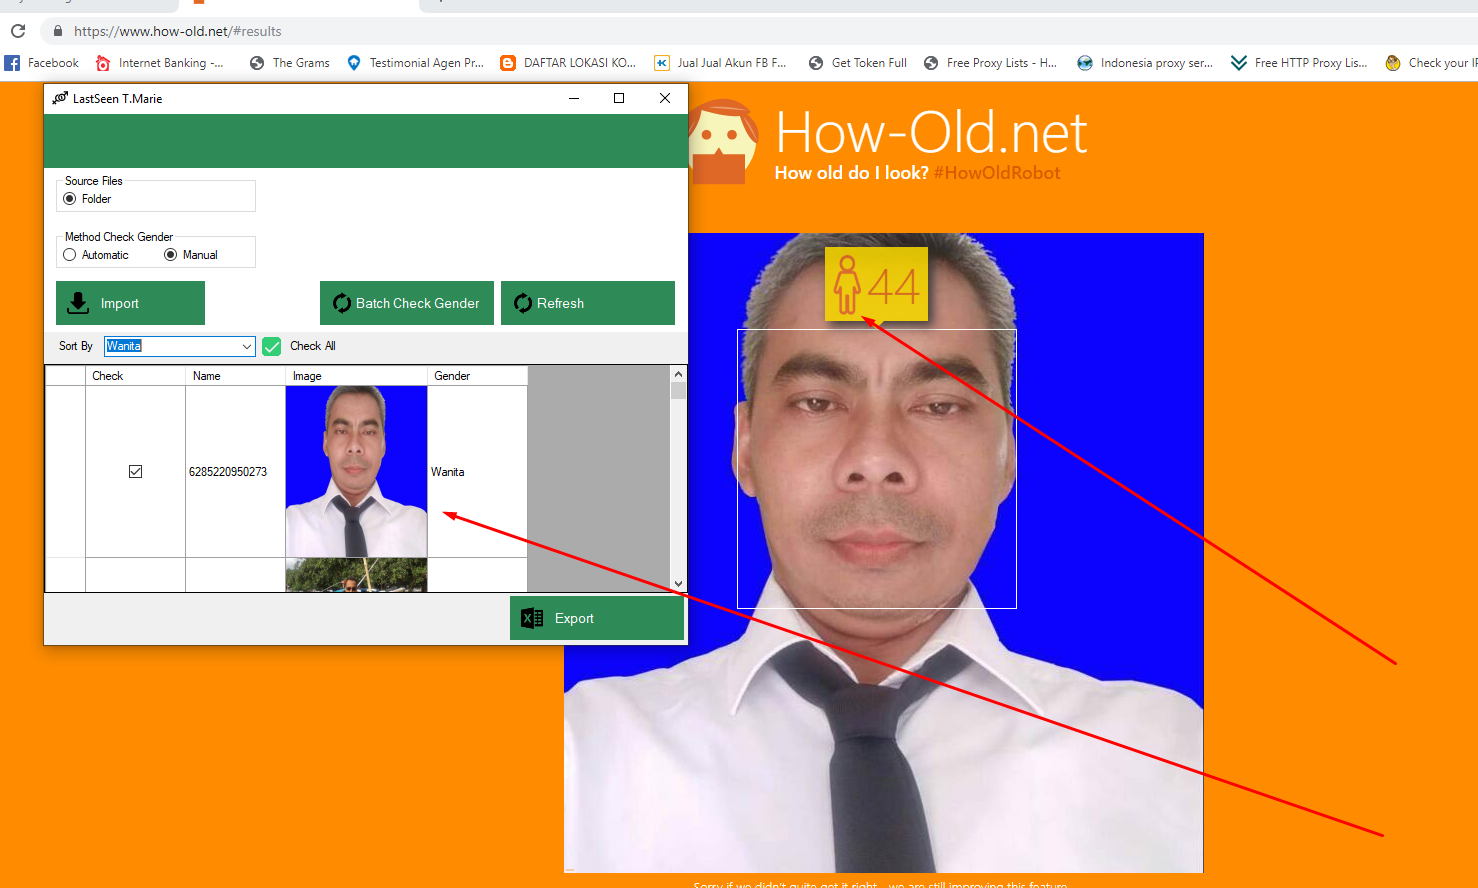 https://www.how-old.net/#results
Facebook
Internet Banking -...
The Grams
Testimonial Agen Pr...
DAFTAR LOKASI KO...
Jual Jual Akun FB F...
Get Token Full
Free Proxy Lists - H...
Indonesia proxy ser...
Free HTTP Proxy Lis...
Check your IP
LastSeen T.Marie
How-Old.net
How old do I look? #HowOldRobot
Source Files
Folder
Method Check Gender
Automatic
Manual
Import
Batch Check Gender
Refresh
44
Sort By
Wanita
Check All
Check
Name
Image
Gender
6285220950273
Wanita
Export
Sorry if we didn't quite get it right - we are still improving this feature.